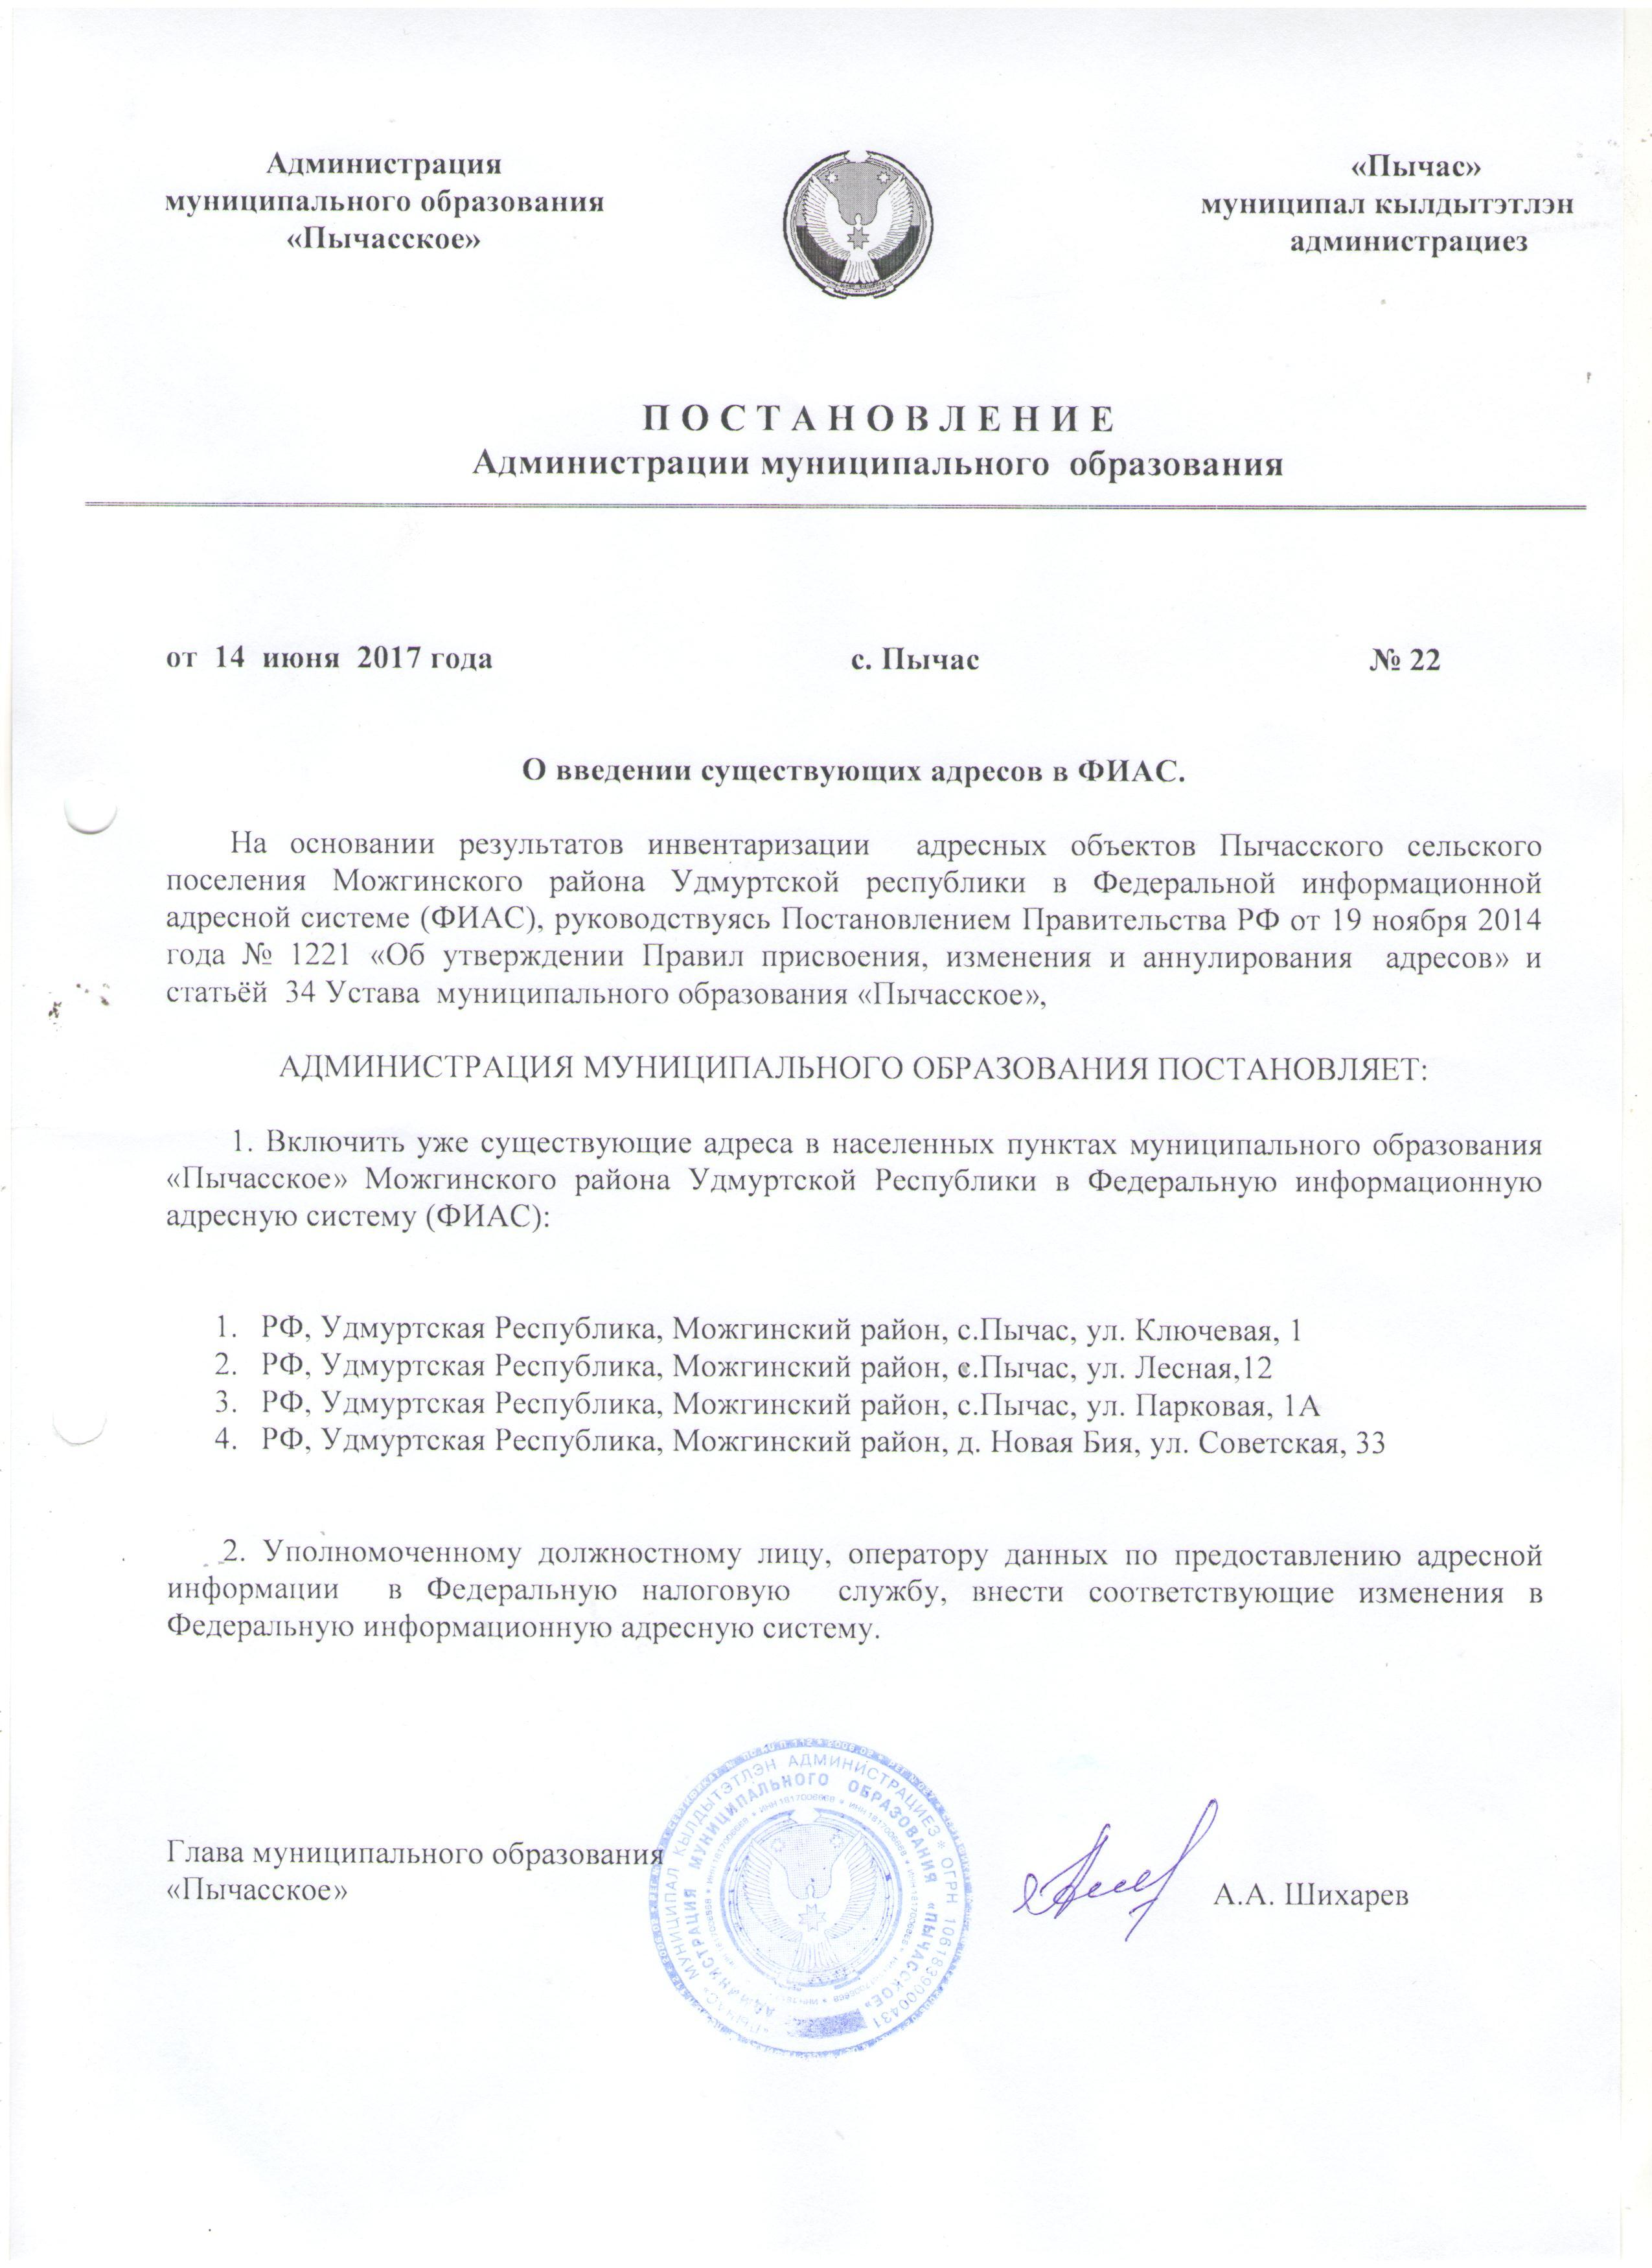 Администрация
муниципального образования
«Пычасское»
«Пычас»
муниципал кылдытэтлэн
администрациез
П О С Т А Н О В Л Е Н И Е
Администрации муниципального образования
от 14 июня 2017 года с. Пычас № 22
О введении существующих адресов в ФИАС.
На основании результатов инвентаризации адресных объектов Пычасского сельского
поселения Можгинского района Удмуртской республики в Федеральной информационной
адресной системе (ФИАС), руководствуясь Постановлением Правительства РФ от 19 ноября 2014
года № 1221 «Об утверждении Правил присвоения, изменения и аннулирования адресов» и
статьёй 34 Устава муниципального образования «Пычасское»,
АДМИНИСТРАЦИЯ МУНИЦИПАЛЬНОГО ОБРАЗОВАНИЯ ПОСТАНОВЛЯЕТ:
1. Включить уже существующие адреса в населенных пунктах муниципального образования
«Пычасское» Можгинского района Удмуртской Республики в Федеральную информационную
адресную систему (ФИАС):
1. РФ, Удмуртская Республика, Можгинский район, с.Пычас, ул. Ключевая, 1
2. РФ, Удмуртская Республика, Можгинский район, с.Пычас, ул. Лесная,12
3. РФ, Удмуртская Республика, Можгинский район, с.Пычас, ул. Парковая, 1А
4. РФ, Удмуртская Республика, Можгинский район, д. Новая Бия, ул. Советская, 33
2. Уполномоченному должностному лицу, оператору данных по предоставлению адресной
информации в Федеральную налоговую службу, внести соответствующие изменения в
Федеральную информационную адресную систему.
Глава муниципального образования
«Пычасское» А.А. Шихарев
«ПЫЧАС» МУНИЦИПАЛ КЫЛДЫТЭТЛЭН АДМИНИСТРАЦИЕЗ * ОГРН 1061839000431
АДМИНИСТРАЦИЯ МУНИЦИПАЛЬНОГО ОБРАЗОВАНИЯ «ПЫЧАССКОЕ»